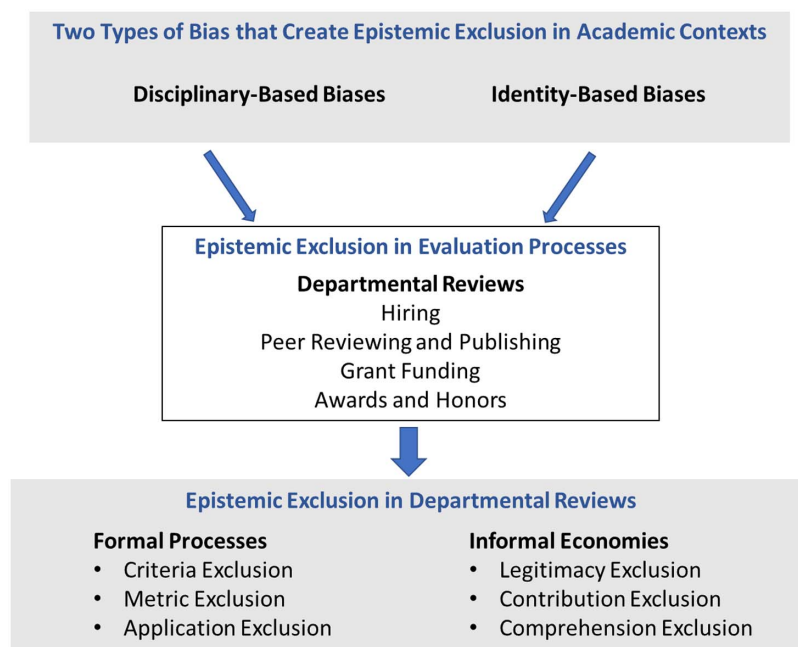 Two Types of Bias that Create Epistemic Exclusion in Academic Contexts
Disciplinary-Based Biases
Identity-Based Biases
Epistemic Exclusion in Evaluation Processes
Departmental Reviews
Hiring
Peer Reviewing and Publishing
Grant Funding
Awards and Honors
Epistemic Exclusion in Departmental Reviews
Formal Processes
• Criteria Exclusion
• Metric Exclusion
• Application Exclusion
Informal Economies
• Legitimacy Exclusion
• Contribution Exclusion
• Comprehension Exclusion